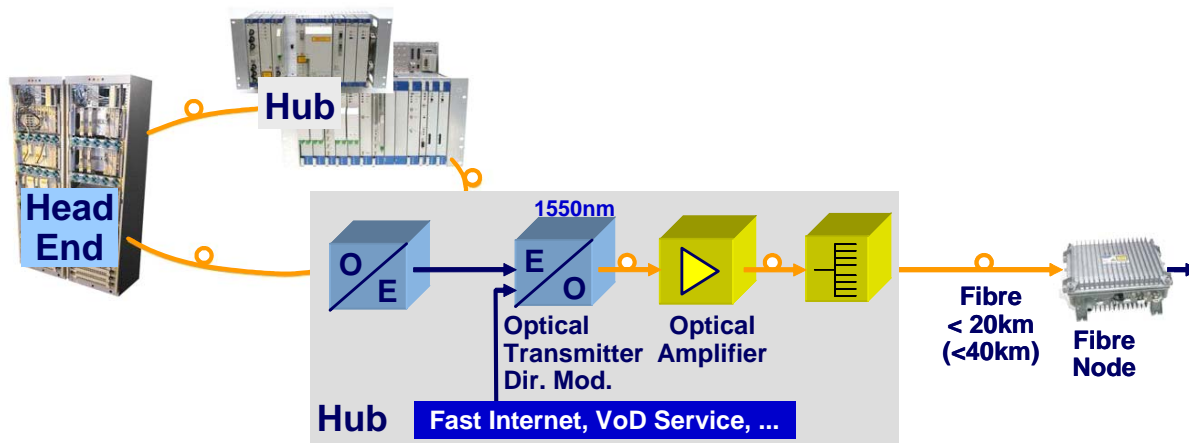 Hub
Head
End
1550nm
O
E
E
O
Optical
Transmitter
Dir. Mod.
Optical
Amplifier
Fibre
< 20km
(<40km)
Fibre
Node
Hub
Fast Internet, VoD Service, ...